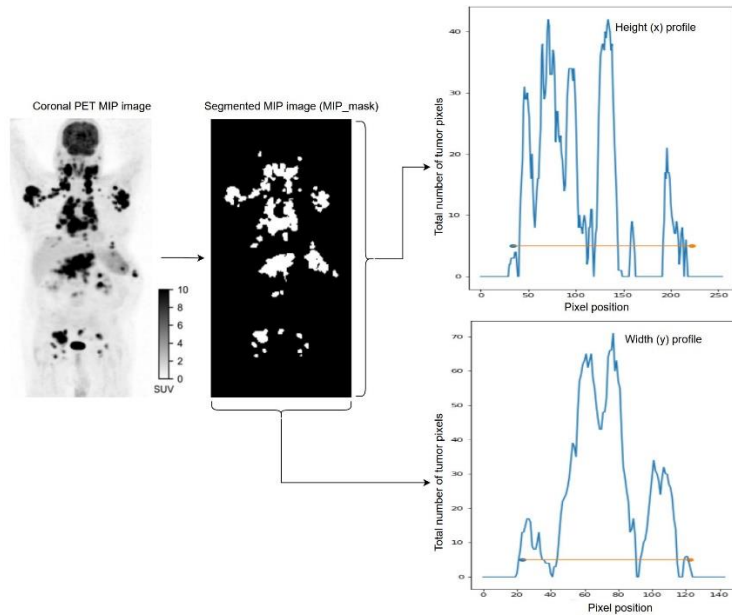 Coronal PET MIP image
Segmented MIP image (MIP_mask)
10
8
6
4
2
0
SUV
Height (x) profile
Total number of tumor pixels
40
30
20
10
0
0 50 100 150 200 250
Pixel position
Width (y) profile
Total number of tumor pixels
70
60
50
40
30
20
10
0
0 20 40 60 80 100 120 140
Pixel position